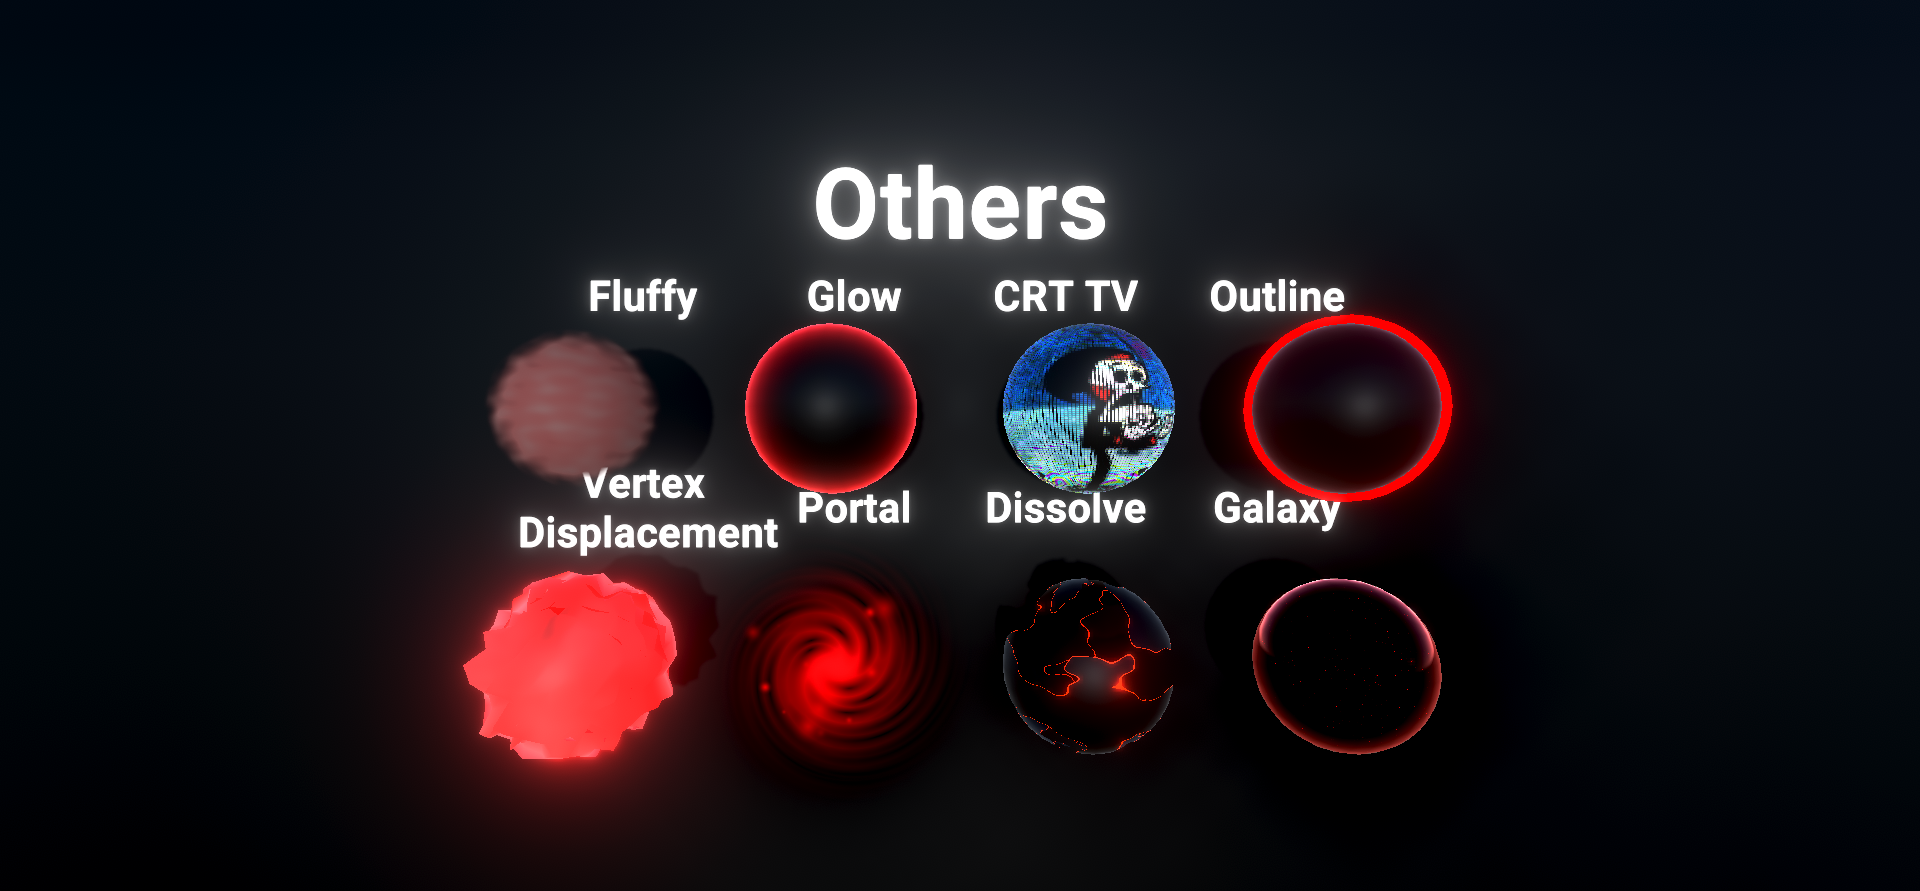 Others
Fluffy
Glow
CRT TV
Outline
Vertex
Displacement
Portal
Dissolve
Galaxy